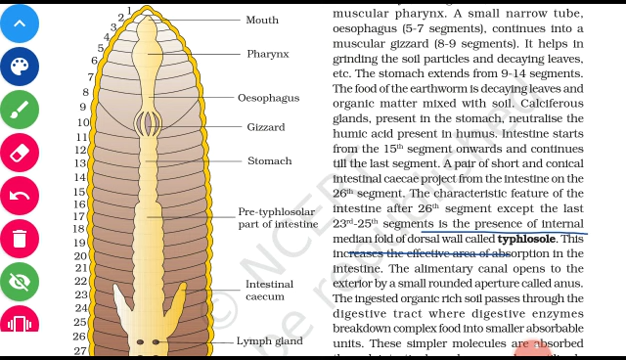 muscular pharynx. A small narrow tube,
oesophagus (5-7 segments), continues into a
muscular gizzard (8-9 segments). It helps in
grinding the soil particles and decaying leaves,
etc. The stomach extends from 9-14 segments.
The food of the earthworm is decaying leaves and
organic matter mixed with soil. Calciferous
glands, present in the stomach, neutralise the
humic acid present in humus. Intestine starts
from the 15th segment onwards and continues
till the last segment. A pair of short and conical
intestinal caecae project from the intestine on the
26th segment. The characteristic feature of the
intestine after 26th segment except the last
23rd-25th segments is the presence of internal
median fold of dorsal wall called typhlosole. This
increases the effective area of absorption in the
intestine. The alimentary canal opens to the
exterior by a small rounded aperture called anus.
The ingested organic rich soil passes through the
digestive tract where digestive enzymes
breakdown complex food into smaller absorbable
units. These simpler molecules are absorbed
Mouth
Pharynx
Oesophagus
Gizzard
Stomach
Pre-typhlosolar
part of intestine
Intestinal
caecum
Lymph gland
1
2
3
4
5
6
7
8
9
10
11
12
13
14
15
16
17
18
19
20
21
22
23
24
25
26
27
© NCERT
be republished